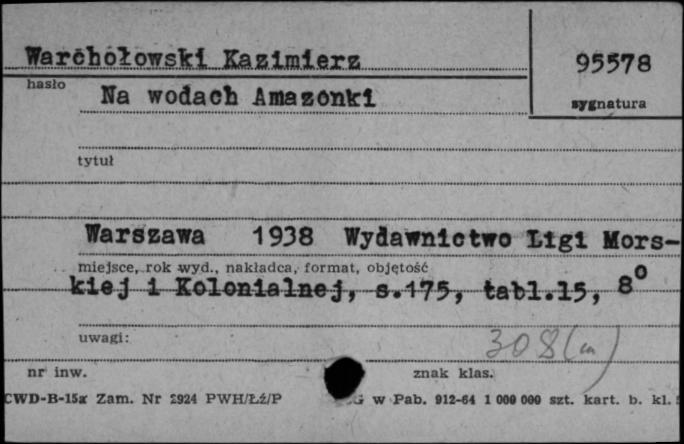 Warchołowski Kazimierz
95578
hasło
sygnatura
Na wodach Amazonki
tytuł
Warszawa 1938 Wydawnictwo Ligi Mors-
miejsce, rok wyd., nakładca, format, objętość
kiej i Kolonialnej, s.175, tabl.15, 8°
uwagi:
308(m)
nr inw.
znak klas.
CWD-B-15a Zam. Nr 2924 PWH/Łź/P
G w Pab. 912-64 1 000 000 szt. kart. b. kl.